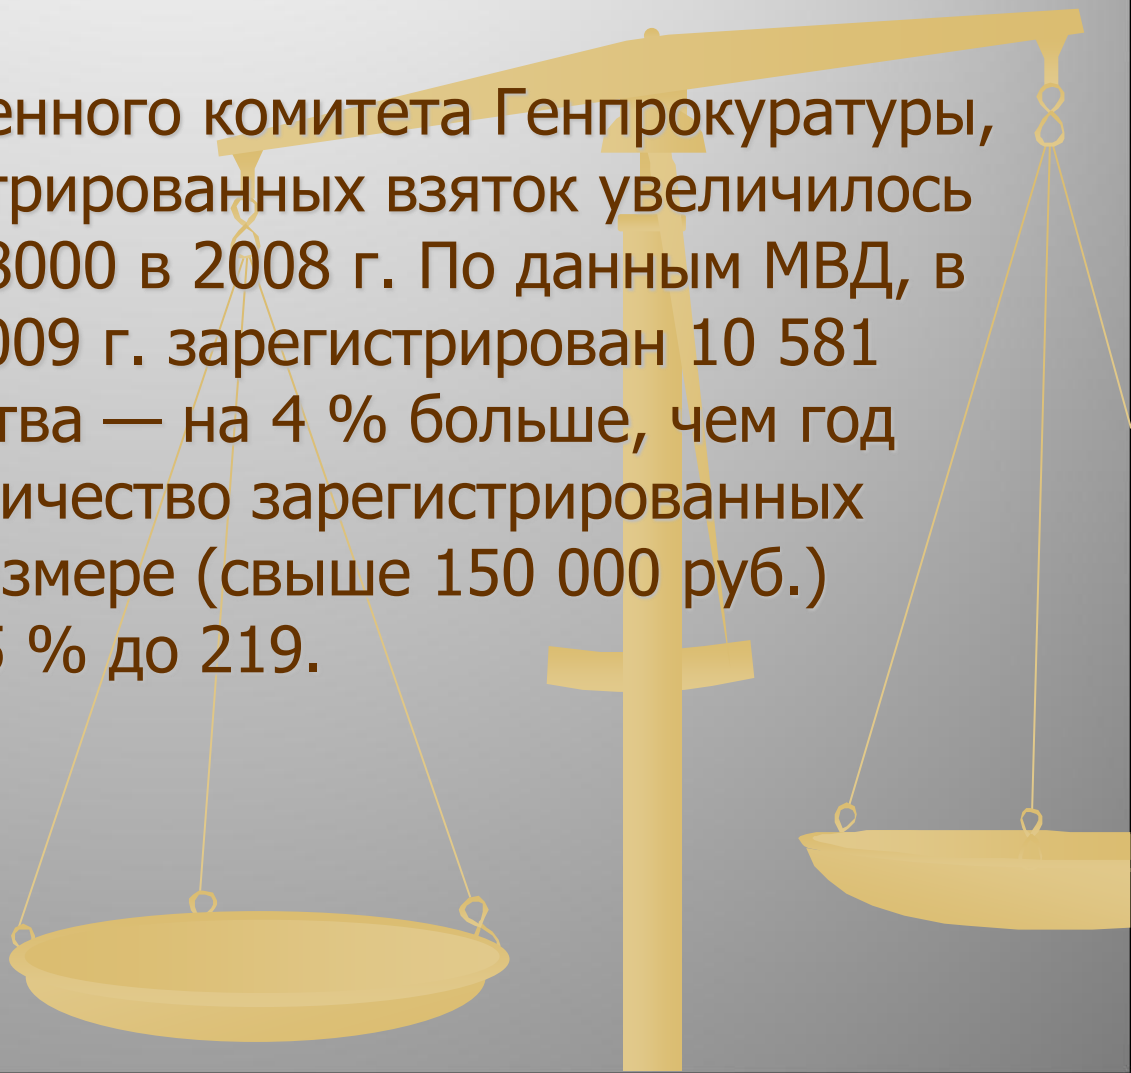 енного комитета Генпрокуратуры,
трированных взяток увеличилось
8000 в 2008 г. По данным МВД, в
009 г. зарегистрирован 10 581
тва — на 4 % больше, чем год
ичество зарегистрированных
змере (свыше 150 000 руб.)
% до 219.